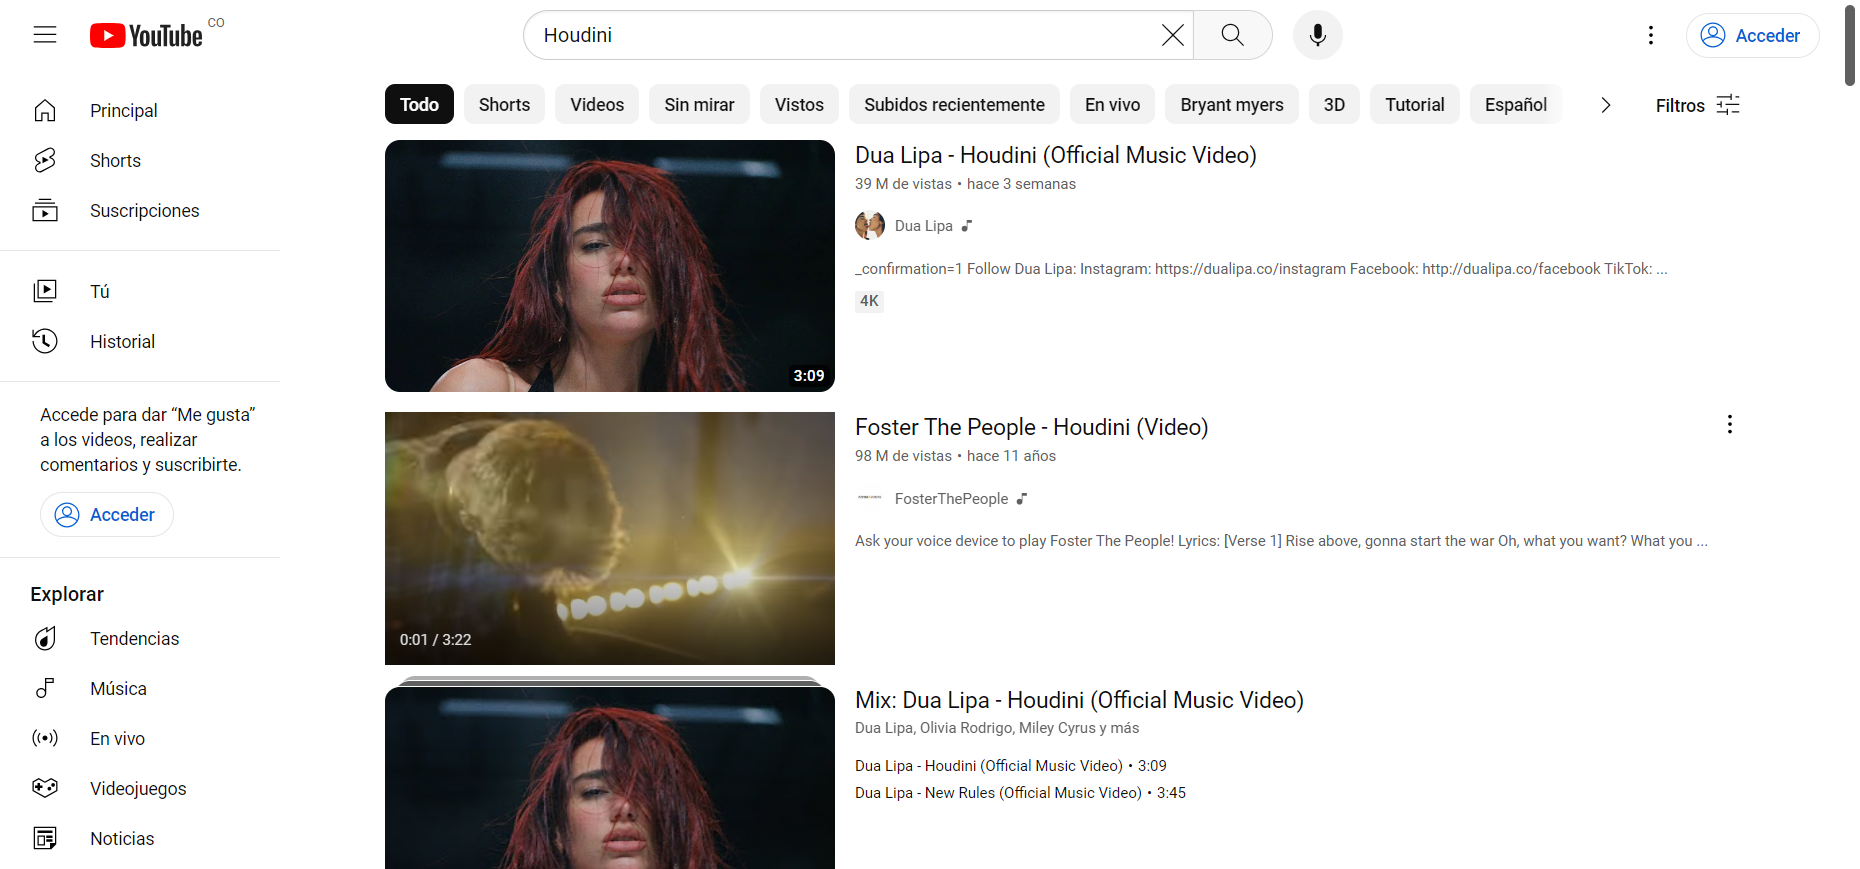 YouTube CO
Houdini
Acceder
Todo
Shorts
Videos
Sin mirar
Vistos
Subidos recientemente
En vivo
Bryant myers
3D
Tutorial
Español
Filtros
Principal
Shorts
Suscripciones
Tú
Historial
Accede para dar “Me gusta”
a los videos, realizar
comentarios y suscribirte.
Acceder
Explorar
Tendencias
Música
En vivo
Videojuegos
Noticias
3:09
Dua Lipa - Houdini (Official Music Video)
39 M de vistas • hace 3 semanas
Dua Lipa
_confirmation=1 Follow Dua Lipa: Instagram: https://dualipa.co/instagram Facebook: http://dualipa.co/facebook TikTok: ...
4K
0:01 / 3:22
Foster The People - Houdini (Video)
98 M de vistas • hace 11 años
FosterThePeople
Ask your voice device to play Foster The People! Lyrics: [Verse 1] Rise above, gonna start the war Oh, what you want? What you ...
Mix: Dua Lipa - Houdini (Official Music Video)
Dua Lipa, Olivia Rodrigo, Miley Cyrus y más
Dua Lipa - Houdini (Official Music Video) • 3:09
Dua Lipa - New Rules (Official Music Video) • 3:45